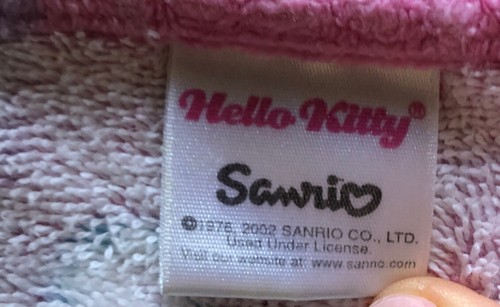 Hello Kitty®
Sanrio
©1976, 2002 SANRIO CO., LTD.
Used Under License.
Visit our website at: www.sanrio.com